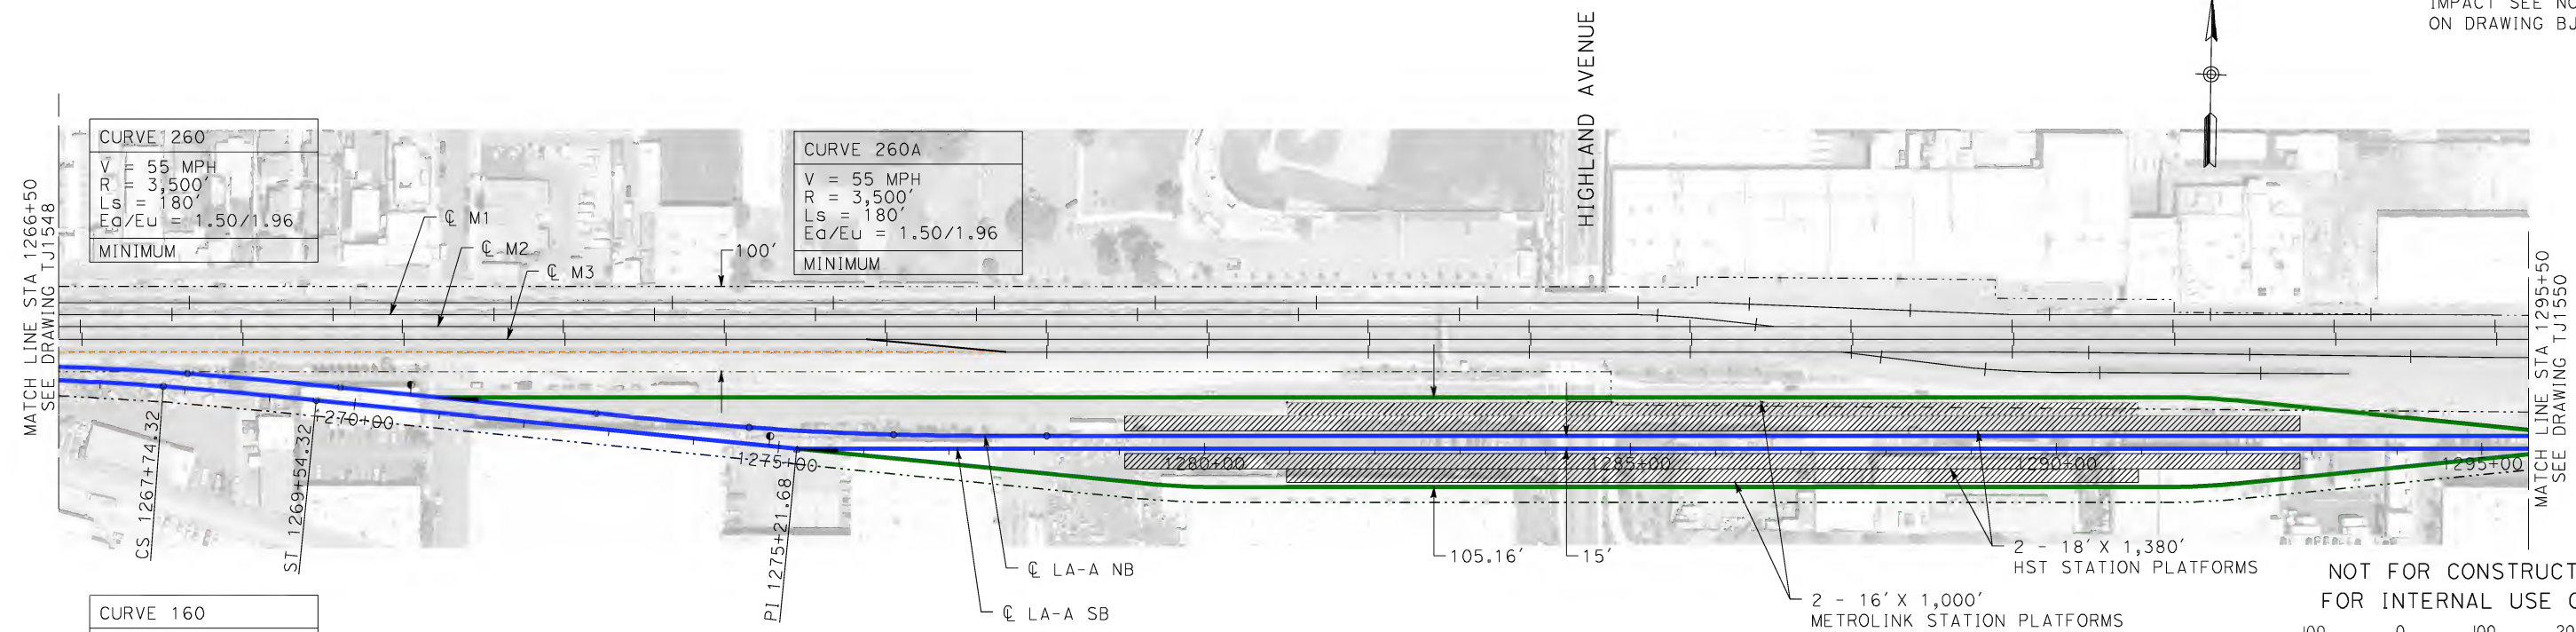 IMPACT SEE NO
ON DRAWING BJ
HIGHLAND AVENUE
MATCH LINE STA 1266+50
SEE DRAWING TJ1548
CURVE 260
V = 55 MPH
R = 3,500'
Ls = 180'
Ea/Eu = 1.50/1.96
MINIMUM
℄ M1
℄ M2
℄ M3
100'
CURVE 260A
V = 55 MPH
R = 3,500'
Ls = 180'
Ea/Eu = 1.50/1.96
MINIMUM
MATCH LINE STA 1295+50
SEE DRAWING TJ1550
CS 1267+74.32
ST 1269+54.32
1270+00
1275+00
PI 1275+21.68
1280+00
1285+00
1290+00
1295+00
105.16'
15'
℄ LA-A NB
℄ LA-A SB
2 - 18' X 1,380'
HST STATION PLATFORMS
2 - 16' X 1,000'
METROLINK STATION PLATFORMS
CURVE 160
NOT FOR CONSTRUCT
FOR INTERNAL USE
100 0 100